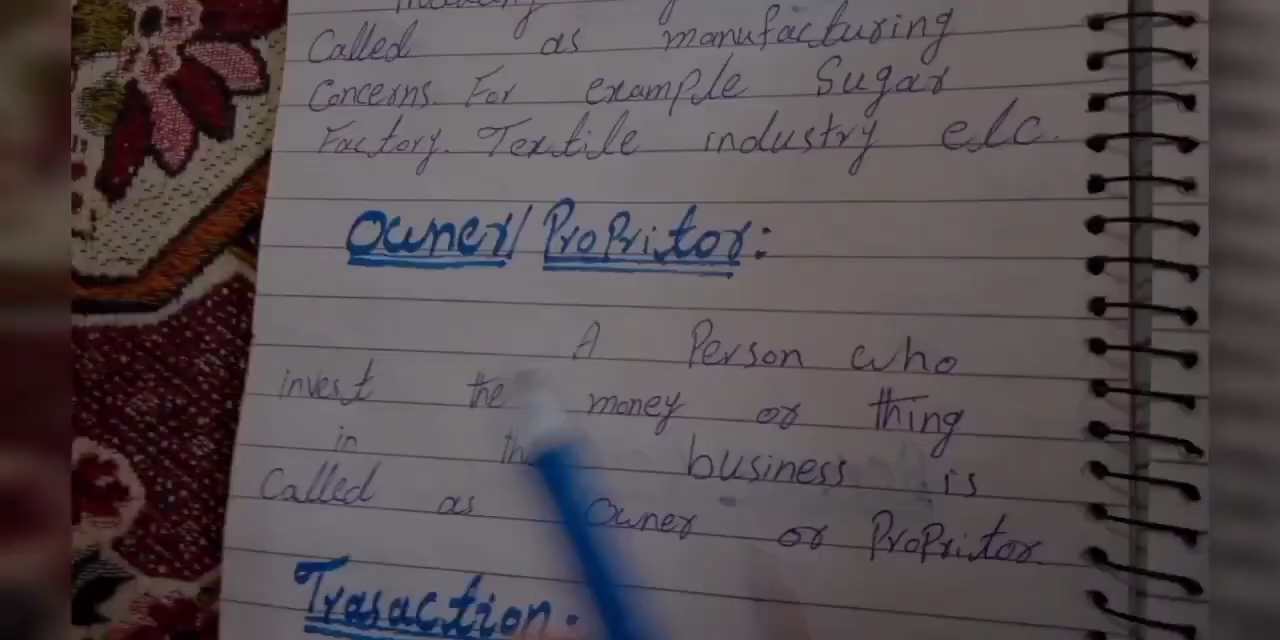 Called as manufacturing
Concerns. For example Sugar
Factory. Textile industry etc.
Owner/ProPritor:
A Person who
invest the money or thing
in the business is
Called as Owner or ProPritor
Trasaction.